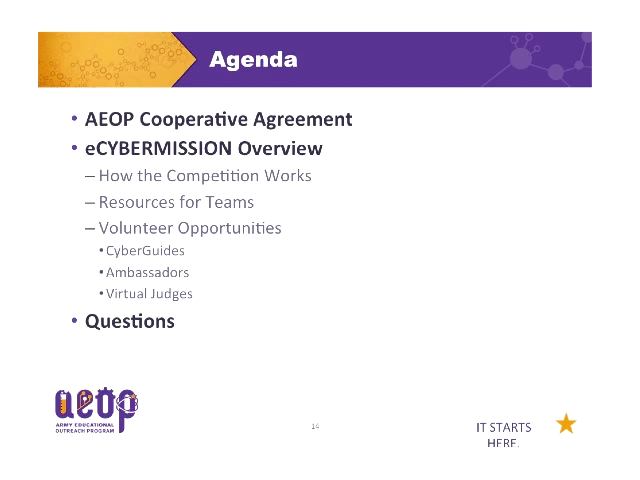 Agenda
• AEOP Cooperative Agreement
• eCYBERMISSION Overview
– How the Competition Works
– Resources for Teams
– Volunteer Opportunities
• CyberGuides
• Ambassadors
• Virtual Judges
• Questions
aeop
ARMY EDUCATIONAL
OUTREACH PROGRAM
14
IT STARTS
HERE.